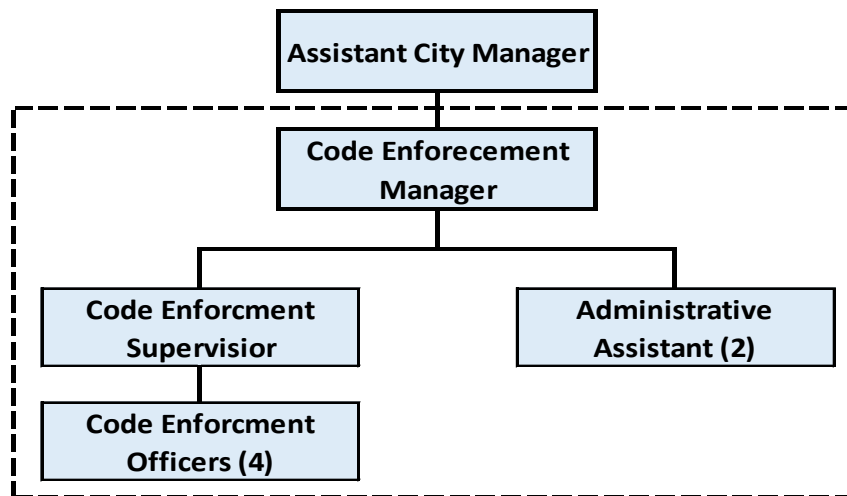 Assistant City Manager
Code Enforecement
Manager
Code Enforcment
Supervisior
Administrative
Assistant (2)
Code Enforcment
Officers (4)